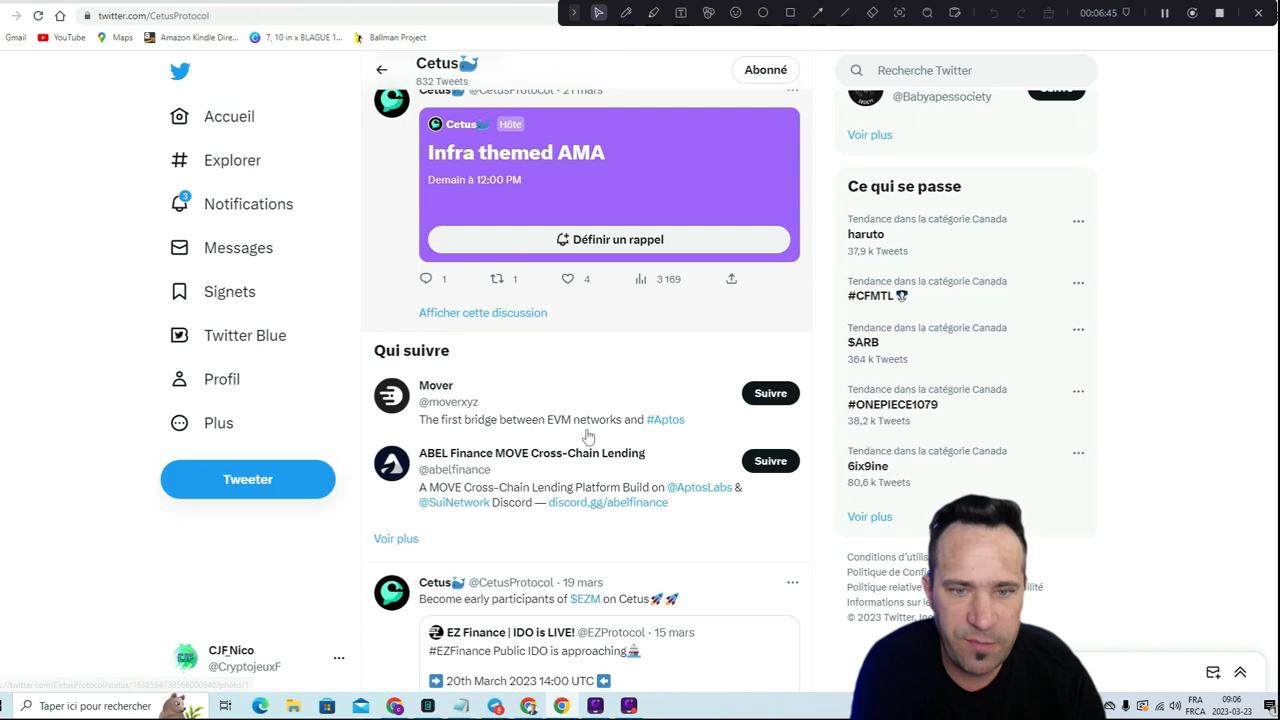 twitter.com/CetusProtocol
00:06:45
Gmail
YouTube
Maps
Amazon Kindle Dire...
7, 10 in x BLAGUE 1...
Ballman Project
Accueil
Explorer
3
Notifications
Messages
Signets
Twitter Blue
Profil
Plus
Tweeter
CJF_Nico
@CryptojeuxF
Cetus
832 Tweets
Abonné
Cetus @CetusProtocol · 21 mars
Cetus Hôte
Infra themed AMA
Demain à 12:00 PM
Définir un rappel
1 1 4 3 169
Afficher cette discussion
Qui suivre
Mover
@moverxyz
The first bridge between EVM networks and #Aptos
Suivre
ABEL Finance MOVE Cross-Chain Lending
@abelfinance
A MOVE Cross-Chain Lending Platform Build on @AptosLabs &
@SuiNetwork Discord — discord.gg/abelfinance
Suivre
Voir plus
Cetus @CetusProtocol · 19 mars
Become early participants of $EZM on Cetus
EZ Finance | IDO is LIVE! @EZProtocol · 15 mars
#EZFinance Public IDO is approaching
20th March 2023 14:00 UTC
Recherche Twitter
@Babyapessociety
Voir plus
Ce qui se passe
Tendance dans la catégorie Canada
haruto
37,9 k Tweets
Tendance dans la catégorie Canada
#CFMTL
Tendance dans la catégorie Canada
$ARB
364 k Tweets
Tendance dans la catégorie Canada
#ONEPIECE1079
38,2 k Tweets
Tendance dans la catégorie Canada
6ix9ine
80,6 k Tweets
Voir plus
Conditions d'utilis
Politique de Confi
Politique relative
Informations sur le
© 2023 Twitter, Inc
Taper ici pour rechercher
FRA
FRCA
09:06
2023-03-23